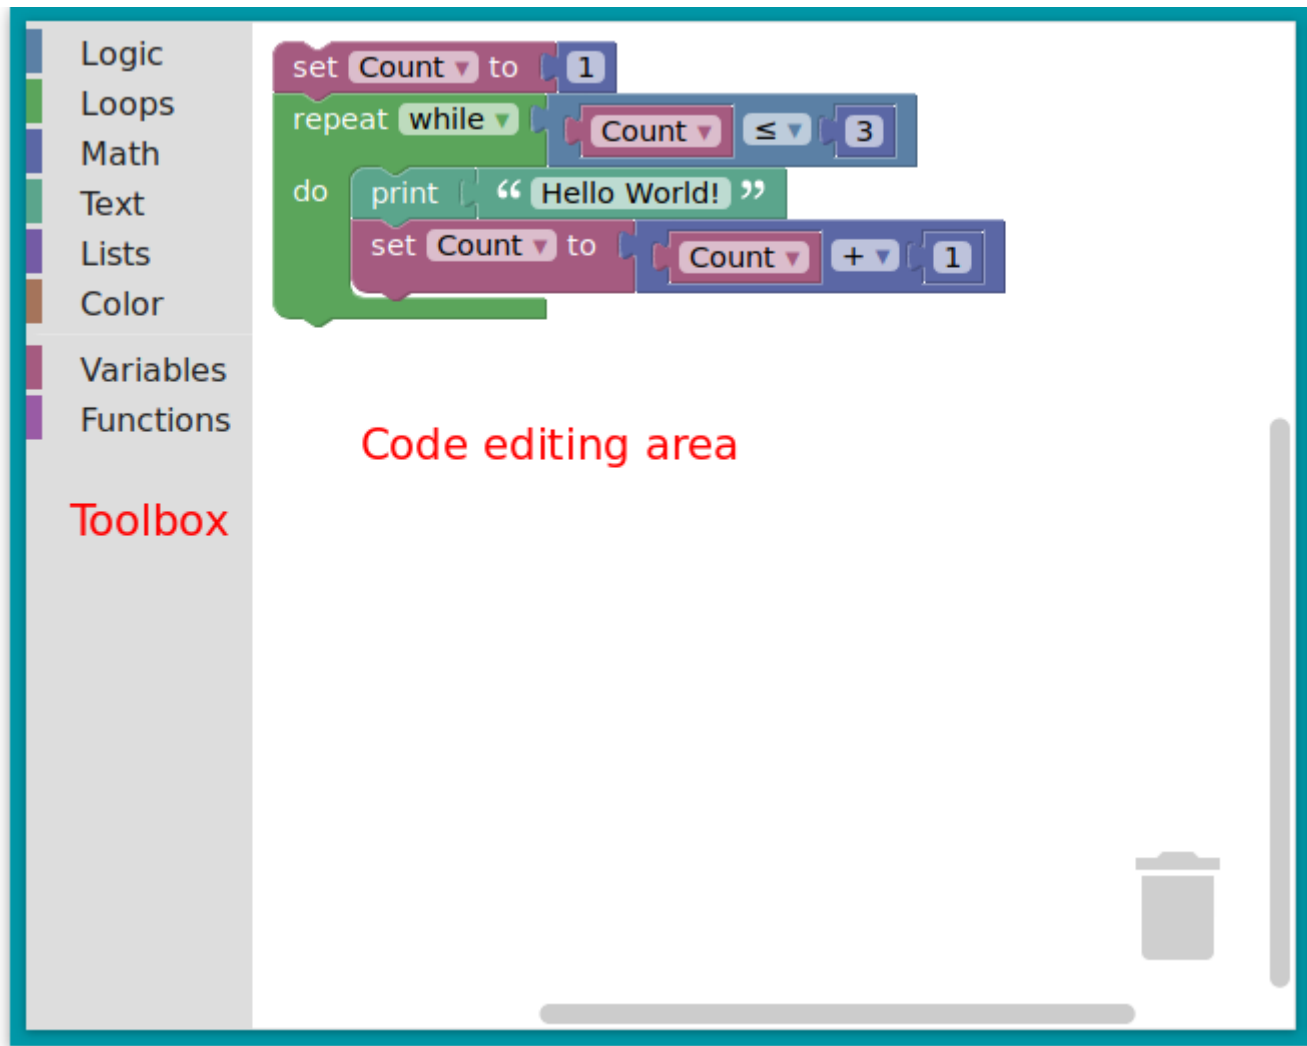 Logic
Loops
Math
Text
Lists
Color
Variables
Functions
Toolbox
set Count ▾ to 1
repeat while ▾ Count ▾ ≤ ▾ 3
do print “ Hello World! ”
set Count ▾ to Count ▾ + ▾ 1
Code editing area